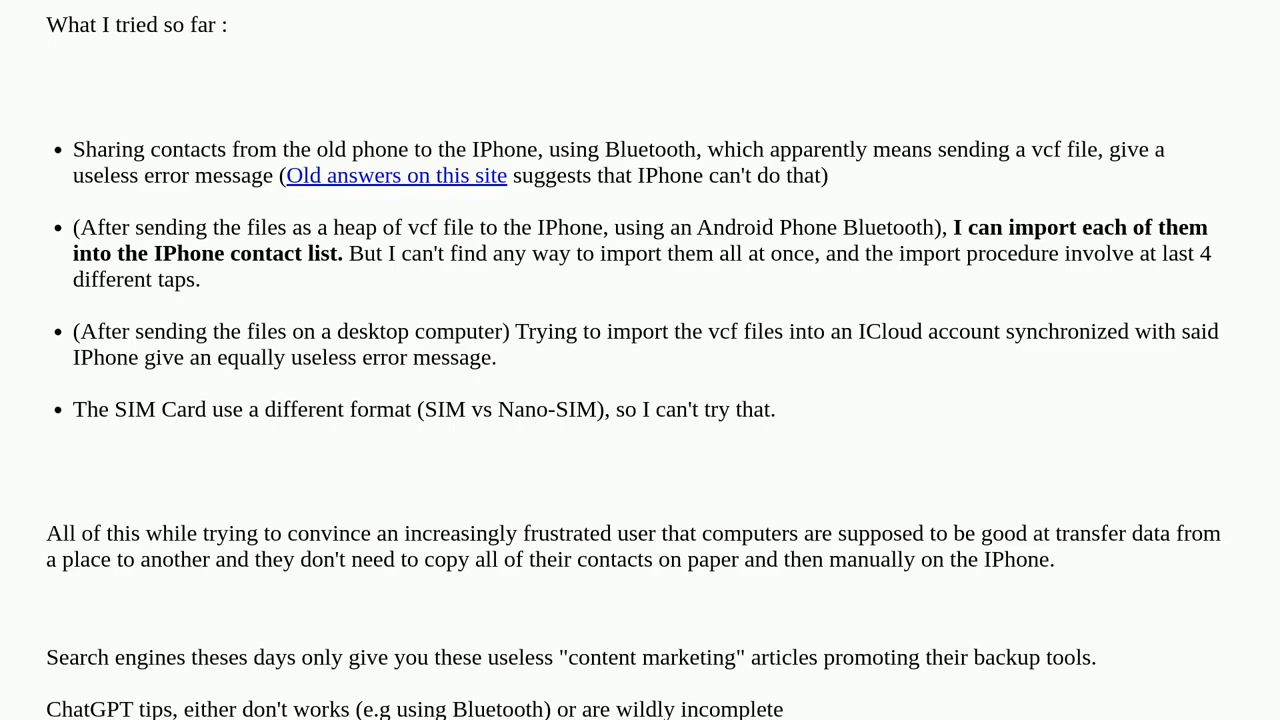 What I tried so far :
• Sharing contacts from the old phone to the IPhone, using Bluetooth, which apparently means sending a vcf file, give a
useless error message (Old answers on this site suggests that IPhone can't do that)
• (After sending the files as a heap of vcf file to the IPhone, using an Android Phone Bluetooth), I can import each of them
into the IPhone contact list. But I can't find any way to import them all at once, and the import procedure involve at last 4
different taps.
• (After sending the files on a desktop computer) Trying to import the vcf files into an ICloud account synchronized with said
IPhone give an equally useless error message.
• The SIM Card use a different format (SIM vs Nano-SIM), so I can't try that.
All of this while trying to convince an increasingly frustrated user that computers are supposed to be good at transfer data from
a place to another and they don't need to copy all of their contacts on paper and then manually on the IPhone.
Search engines theses days only give you these useless "content marketing" articles promoting their backup tools.
ChatGPT tips, either don't works (e.g using Bluetooth) or are wildly incomplete